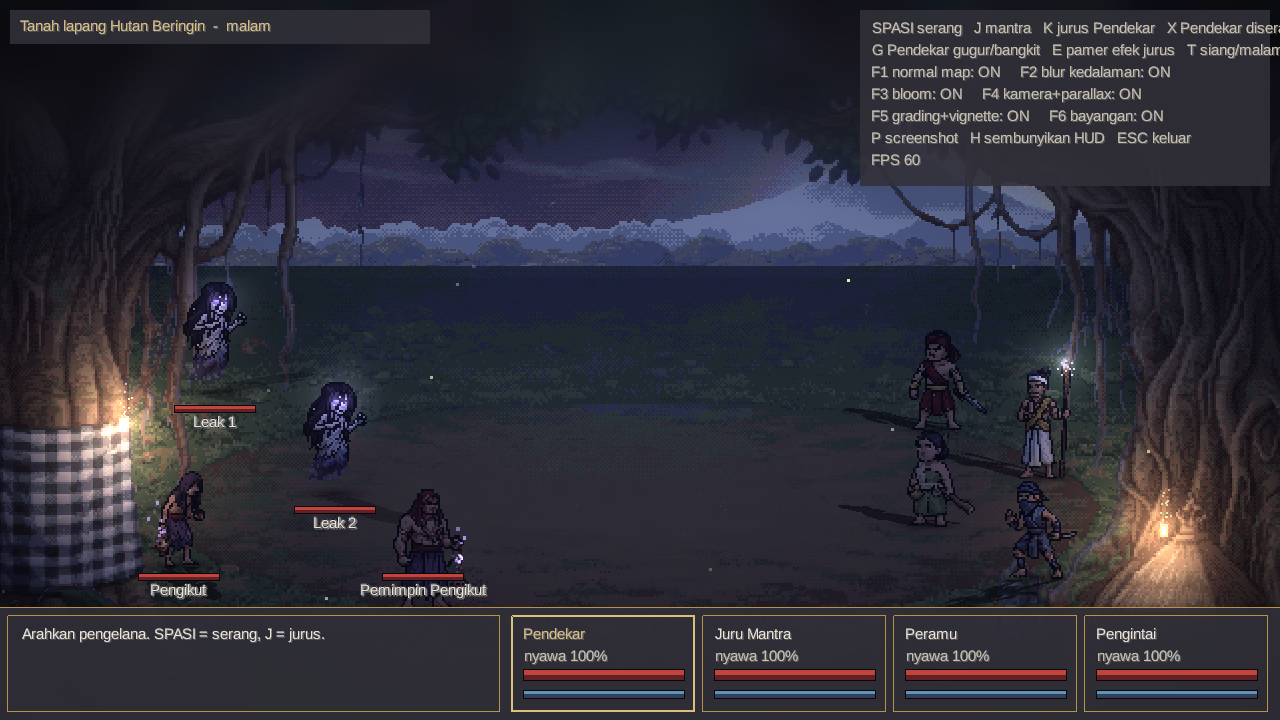 Tanah lapang Hutan Beringin - malam
SPASI serang J mantra K jurus Pendekar X Pendekar
G Pendekar gugur/bangkit E pamer efek jurus T siang/malam
F1 normal map: ON F2 blur kedalaman: ON
F3 bloom: ON F4 kamera+parallax: ON
F5 grading+vignette: ON F6 bayangan: ON
P screenshot H sembunyikan HUD ESC keluar
FPS 60
Leak 1
Leak 2
Pengikut
Pemimpin Pengikut
Arahkan pengelana. SPASI = serang, J = jurus.
Pendekar
nyawa 100%
Juru Mantra
nyawa 100%
Peramu
nyawa 100%
Pengintai
nyawa 100%